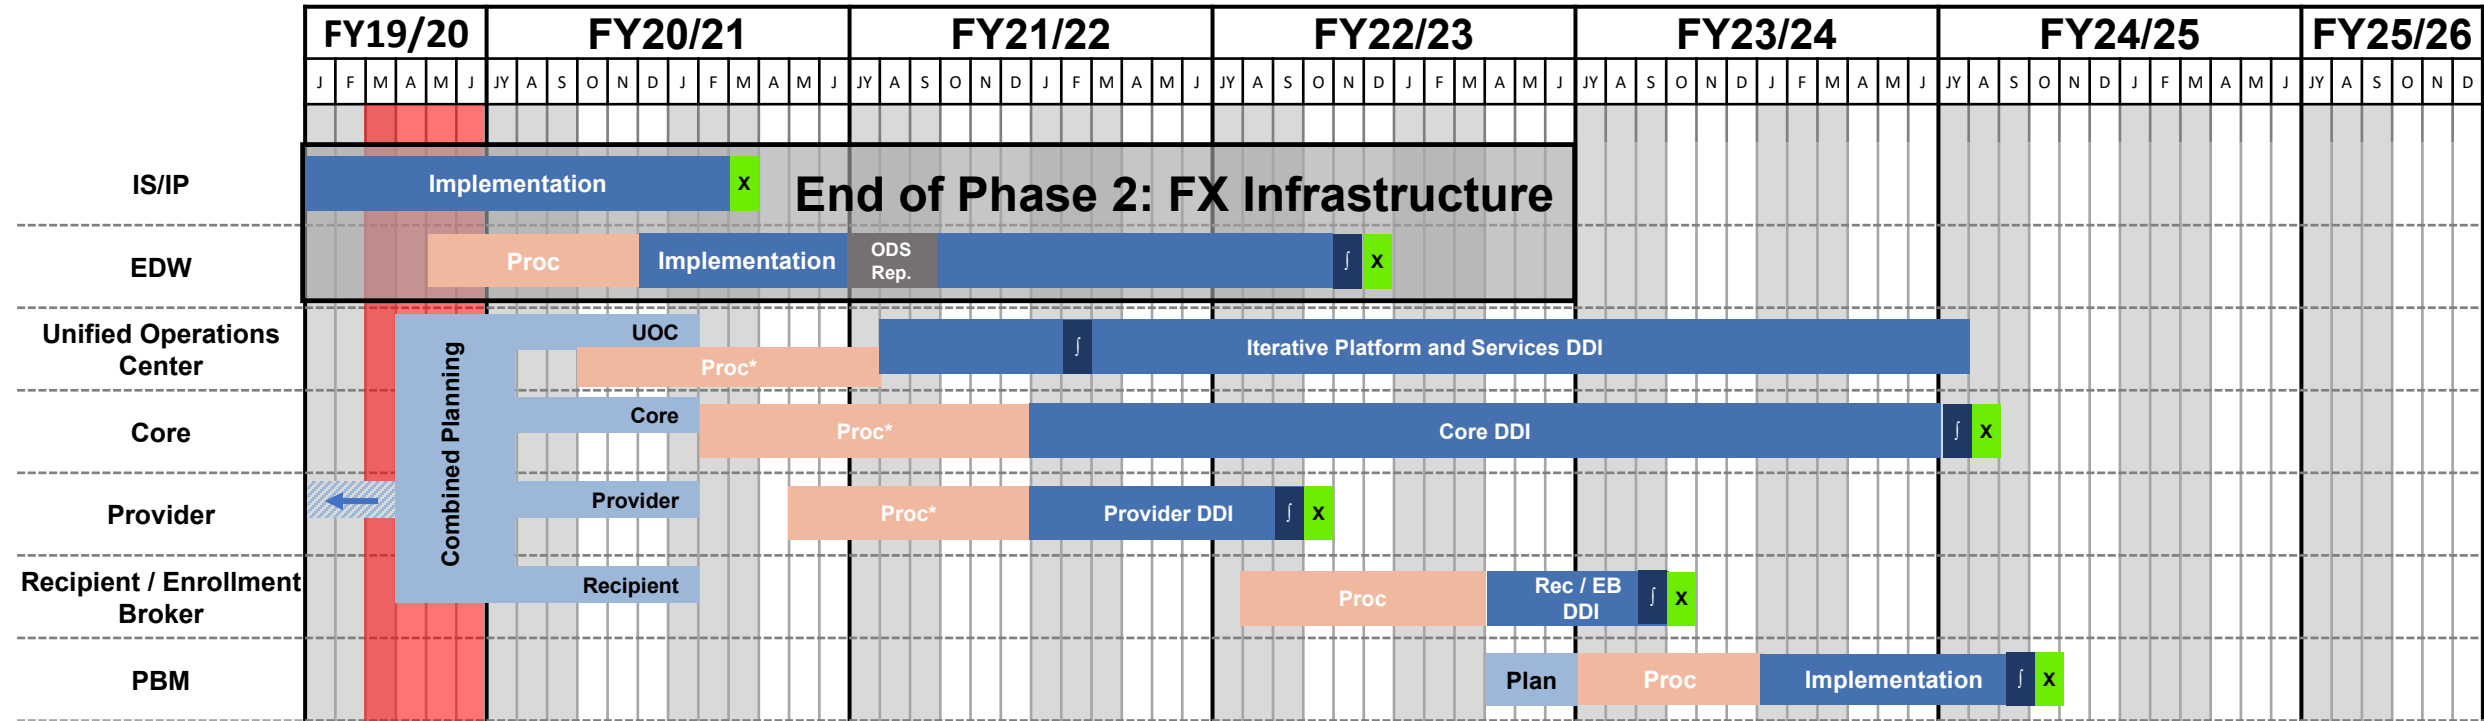 FY19/20 FY20/21 FY21/22 FY22/23 FY23/24 FY24/25 FY25/26
J F M A M J JY A S O N D J F M A M J JY A S O N D J F M A M J JY A S O N D J F M A M J JY A S O N D J F M A M J JY A S O N D J F M A M J JY A S O N D
IS/IP
Implementation
X
End of Phase 2: FX Infrastructure
EDW
Proc
Implementation
ODS
Rep.
∫
X
Unified Operations
Center
Combined Planning
UOC
Proc*
∫
Iterative Platform and Services DDI
Core
Core
Proc*
Core DDI
∫
X
Provider
Provider
Proc*
Provider DDI
∫
X
Recipient / Enrollment
Broker
Recipient
Proc
Rec / EB
DDI
∫
X
PBM
Plan
Proc
Implementation
∫
X